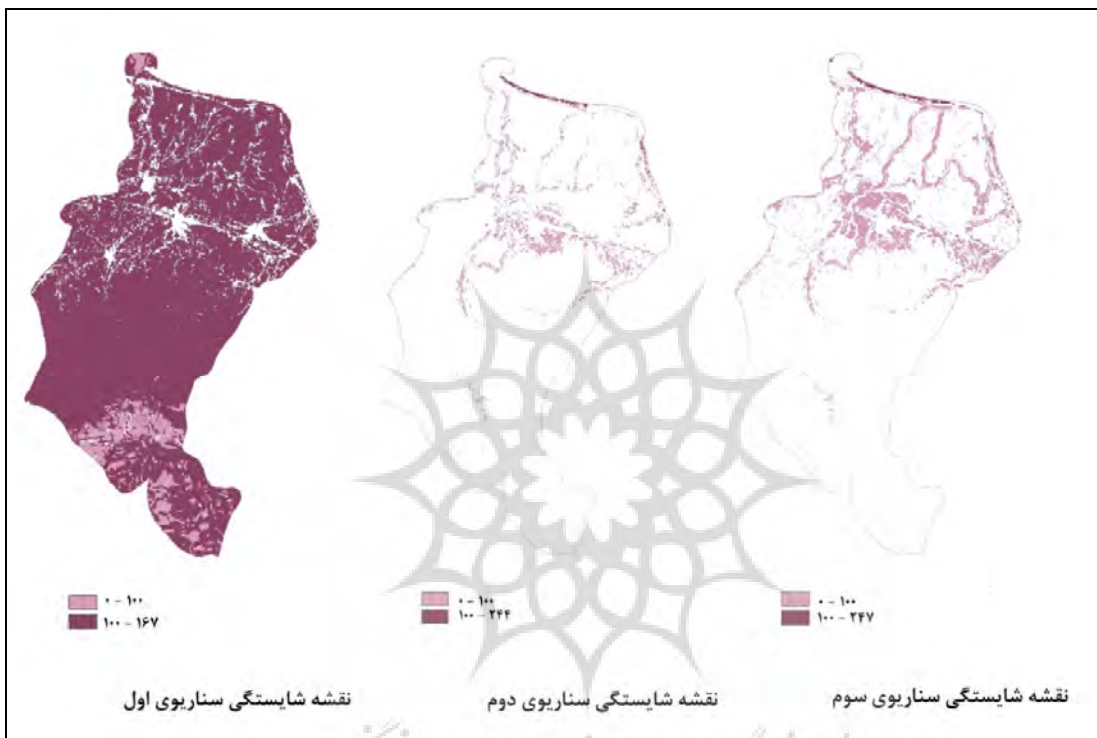 ۰ – ۱۰۰
۱۰۰ – ۱۶۷
۰ – ۱۰۰
۱۰۰ – ۲۴۴
۰ – ۱۰۰
۱۰۰ – ۲۴۷
نقشه شایستگی سناریوی اول
نقشه شایستگی سناریوی دوم
نقشه شایستگی سناریوی سوم